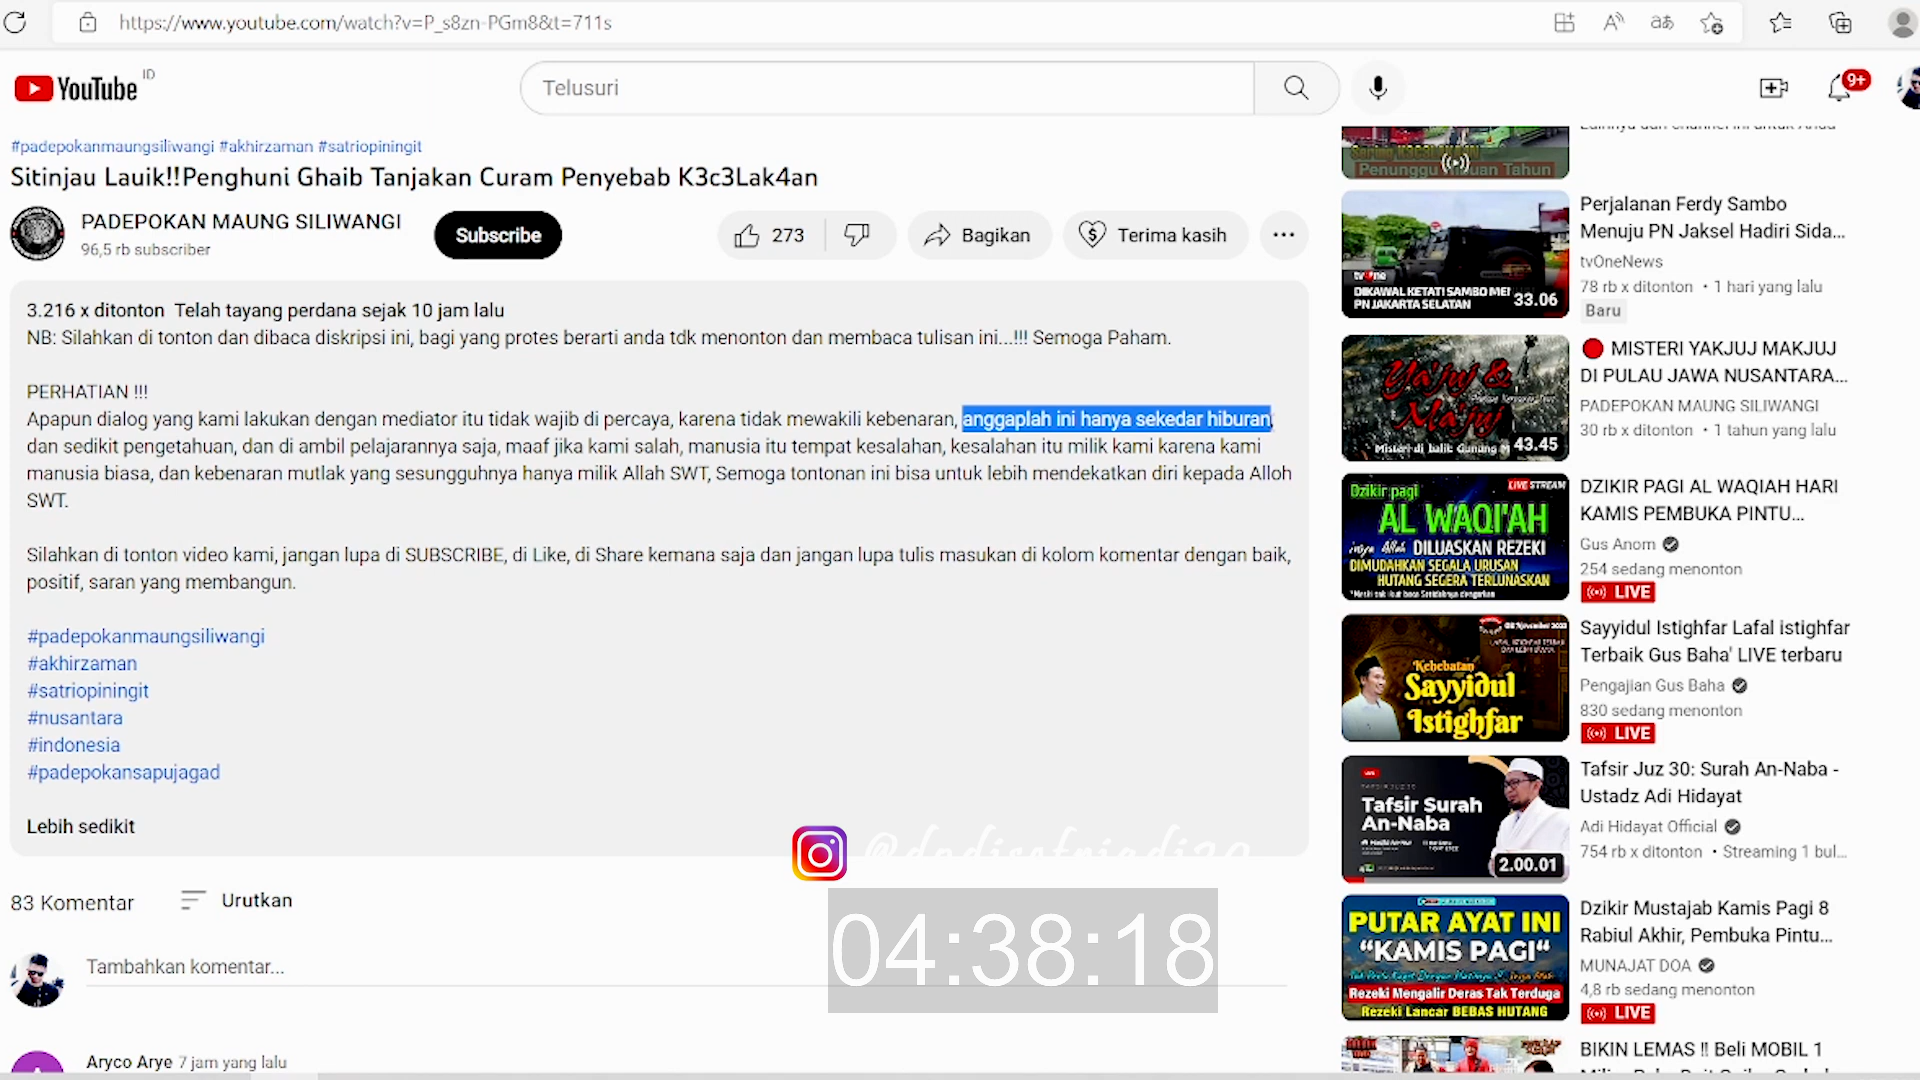 https://www.youtube.com/watch?v=P_s8zn-PGm8&t=711s
YouTube ID
Telusuri
9+
#padepokanmaungsiliwangi #akhirzaman #satriopiningit
Sitinjau Lauik!!Penghuni Ghaib Tanjakan Curam Penyebab K3c3Lak4an
PADEPOKAN MAUNG SILIWANGI
96,5 rb subscriber
Subscribe
273
Bagikan
Terima kasih
3.216 x ditonton Telah tayang perdana sejak 10 jam lalu
NB: Silahkan di tonton dan dibaca diskripsi ini, bagi yang protes berarti anda tdk menonton dan membaca tulisan ini...!!! Semoga Paham.
PERHATIAN !!!
Apapun dialog yang kami lakukan dengan mediator itu tidak wajib di percaya, karena tidak mewakili kebenaran, anggaplah ini hanya sekedar hiburan,
dan sedikit pengetahuan, dan di ambil pelajarannya saja, maaf jika kami salah, manusia itu tempat kesalahan, kesalahan itu milik kami karena kami
manusia biasa, dan kebenaran mutlak yang sesungguhnya hanya milik Allah SWT, Semoga tontonan ini bisa untuk lebih mendekatkan diri kepada Alloh
SWT.
Silahkan di tonton video kami, jangan lupa di SUBSCRIBE, di Like, di Share kemana saja dan jangan lupa tulis masukan di kolom komentar dengan baik,
positif, saran yang membangun.
#padepokanmaungsiliwangi
#akhirzaman
#satriopiningit
#nusantara
#indonesia
#padepokansapujagad
Lebih sedikit
04:38:18
83 Komentar
Urutkan
Tambahkan komentar...
Aryco Arye 7 jam yang lalu
Penunggu Ribuan Tahun
tvOne
DIKAWAL KETAT! SAMBO
PN JAKARTA SELATAN
33.06
Perjalanan Ferdy Sambo
Menuju PN Jaksel Hadiri Sida...
tvOneNews
78 rb x ditonton • 1 hari yang lalu
Baru
Ya'juj &
Ma'juj
43.45
MISTERI YAKJUJ MAKJUJ
DI PULAU JAWA NUSANTARA...
PADEPOKAN MAUNG SILIWANGI
30 rb x ditonton • 1 tahun yang lalu
Dzikir pagi
LIVE STREAM
AL WAQI'AH
DILUASKAN REZEKI
DIMUDAHKAN SEGALA URUSAN
HUTANG SEGERA TERLUNASKAN
DZIKIR PAGI AL WAQIAH HARI
KAMIS PEMBUKA PINTU...
Gus Anom
254 sedang menonton
LIVE
Kehebatan
Sayyidul
Istighfar
Sayyidul Istighfar Lafal istighfar
Terbaik Gus Baha' LIVE terbaru
Pengajian Gus Baha
830 sedang menonton
LIVE
Tafsir Surah
An-Naba
2.00.01
Tafsir Juz 30: Surah An-Naba -
Ustadz Adi Hidayat
Adi Hidayat Official
754 rb x ditonton • Streaming 1 bul...
PUTAR AYAT INI
"KAMIS PAGI"
Rezeki Mengalir Deras Tak Terduga
Rezeki Lancar BEBAS HUTANG
Dzikir Mustajab Kamis Pagi 8
Rabiul Akhir, Pembuka Pintu...
MUNAJAT DOA
4,8 rb sedang menonton
LIVE
BIKIN LEMAS !! Beli MOBIL 1